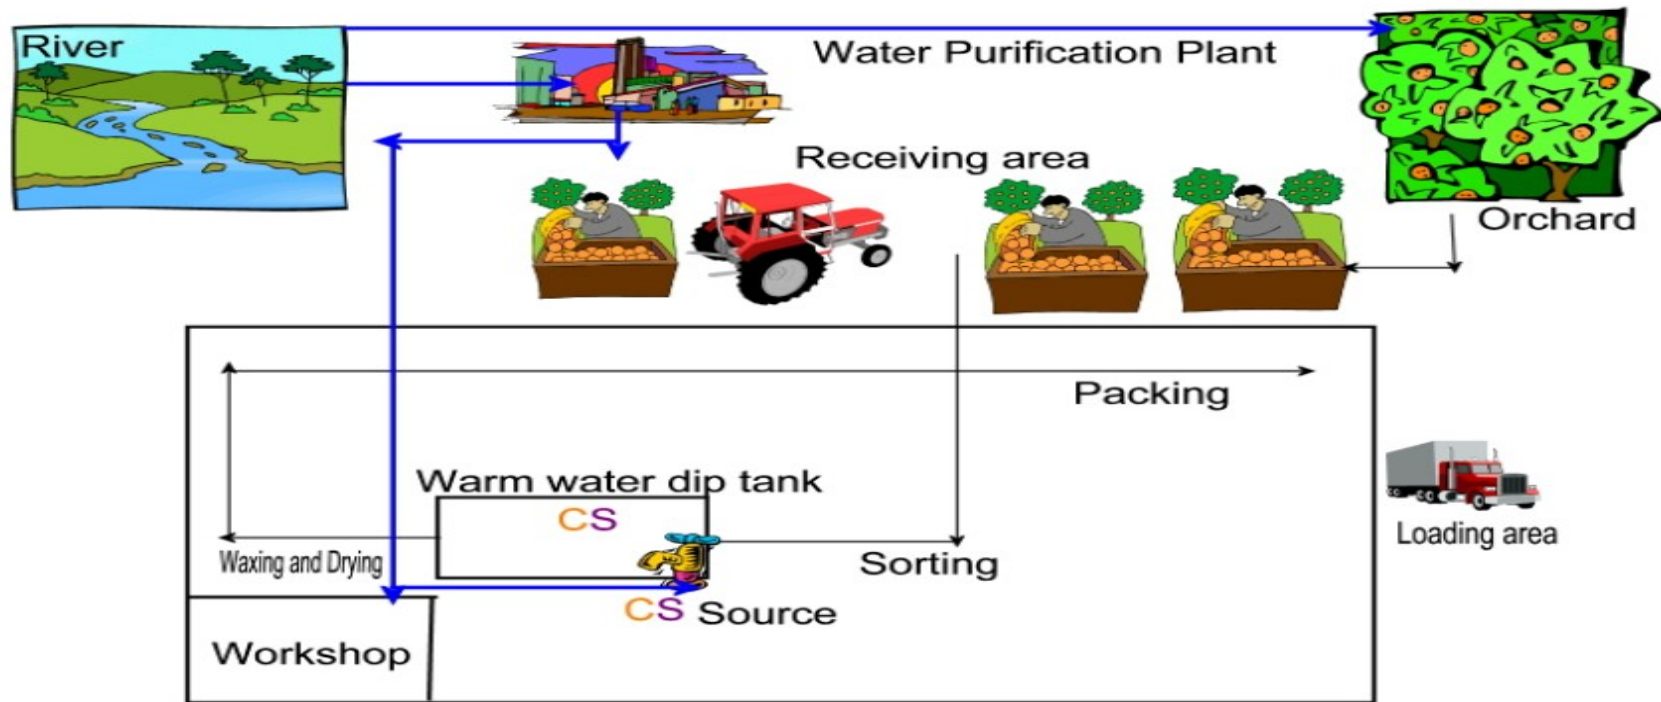 River
Water Purification Plant
Receiving area
Orchard
Packing
Warm water dip tank
CS
Loading area
Waxing and Drying
Sorting
CS Source
Workshop